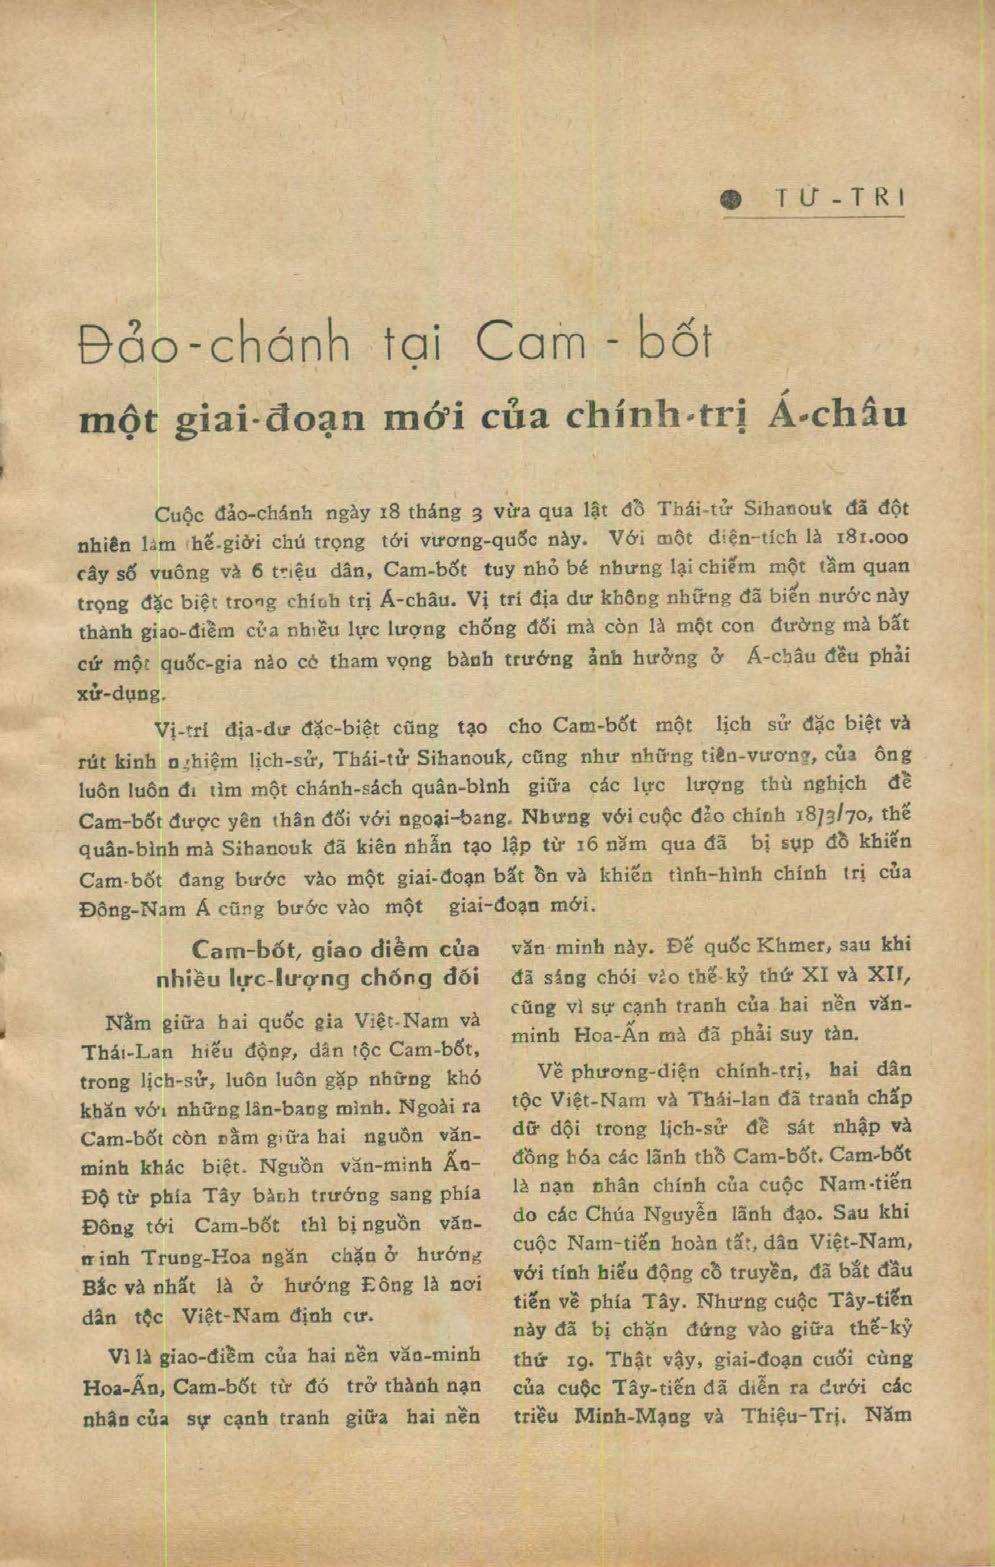 ● TỪ-TRI
Đảo-chánh tại Cam-bốt
một giai-đoạn mới của chính-trị Á-châu
Cuộc đảo-chánh ngày 18 tháng 3 vừa qua lật đổ Thái-tử Sihanouk đã đột
nhiên làm thế-giới chú trọng tới vương-quốc này. Với một diện-tích là 181.000
cây số vuông và 6 triệu dân, Cam-bốt tuy nhỏ bé nhưng lại chiếm một tầm quan
trọng đặc biệt trong chính trị Á-châu. Vị trí địa dư không những đã biến nước này
thành giao-điểm của nhiều lực lượng chống đối mà còn là một con đường mà bất
cứ một quốc-gia nào có tham vọng bành trướng ảnh hưởng ở Á-châu đều phải
xử-dụng.
Vị-trí địa-dư đặc-biệt cũng tạo cho Cam-bốt một lịch sử đặc biệt và
rút kinh nghiệm lịch-sử, Thái-tử Sihanouk, cũng như những tiên-vương, của ông
luôn luôn đi tìm một chánh-sách quân-bình giữa các lực lượng thù nghịch để
Cam-bốt được yên thân đối với ngoại-bang. Nhưng với cuộc đảo chính 18/3/70, thế
quân-bình mà Sihanouk đã kiên nhẫn tạo lập từ 16 năm qua đã bị sụp đổ khiến
Cam-bốt đang bước vào một giai-đoạn bất ổn và khiến tình-hình chính trị của
Đông-Nam Á cũng bước vào một giai-đoạn mới.
Cam-bốt, giao điểm của
nhiều lực-lượng chống đối
Nằm giữa hai quốc gia Việt-Nam và
Thái-Lan hiếu động, dân tộc Cam-bốt,
trong lịch-sử, luôn luôn gặp những khó
khăn với những lân-bang mình. Ngoài ra
Cam-bốt còn nằm giữa hai nguồn văn-
minh khác biệt. Nguồn văn-minh Ấn-
Độ từ phía Tây bành trướng sang phía
Đông tới Cam-bốt thì bị nguồn văn-
minh Trung-Hoa ngăn chặn ở hướng
Bắc và nhất là ở hướng Đông là nơi
dân tộc Việt-Nam định cư.
Vì là giao-điểm của hai nền văn-minh
Hoa-Ấn, Cam-bốt từ đó trở thành nạn
nhân của sự cạnh tranh giữa hai nền
văn minh này. Đế quốc Khmer, sau khi
đã sáng chói vào thế-kỷ thứ XI và XII,
cũng vì sự cạnh tranh của hai nền văn-
minh Hoa-Ấn mà đã phải suy tàn.
Về phương-diện chính-trị, hai dân
tộc Việt-Nam và Thái-lan đã tranh chấp
dữ dội trong lịch-sử để sát nhập và
đồng hóa các lãnh thổ Cam-bốt. Cam-bốt
là nạn nhân chính của cuộc Nam-tiến
do các Chúa Nguyễn lãnh đạo. Sau khi
cuộc Nam-tiến hoàn tất, dân Việt-Nam,
với tính hiếu động cổ truyền, đã bắt đầu
tiến về phía Tây. Nhưng cuộc Tây-tiến
này đã bị chặn đứng vào giữa thế-kỷ
thứ 19. Thật vậy, giai-đoạn cuối cùng
của cuộc Tây-tiến đã diễn ra dưới các
triều Minh-Mạng và Thiệu-Trị. Năm